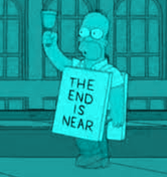 THE
END
IS
NEAR